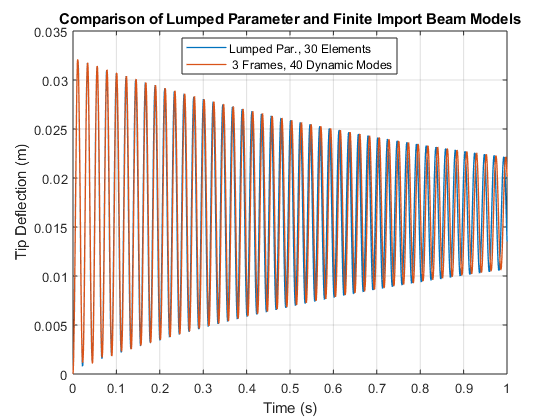 Comparison of Lumped Parameter and Finite Import Beam Models
Lumped Par., 30 Elements
3 Frames, 40 Dynamic Modes
Tip Deflection (m)
0.035
0.03
0.025
0.02
0.015
0.01
0.005
0
0 0.1 0.2 0.3 0.4 0.5 0.6 0.7 0.8 0.9 1
Time (s)